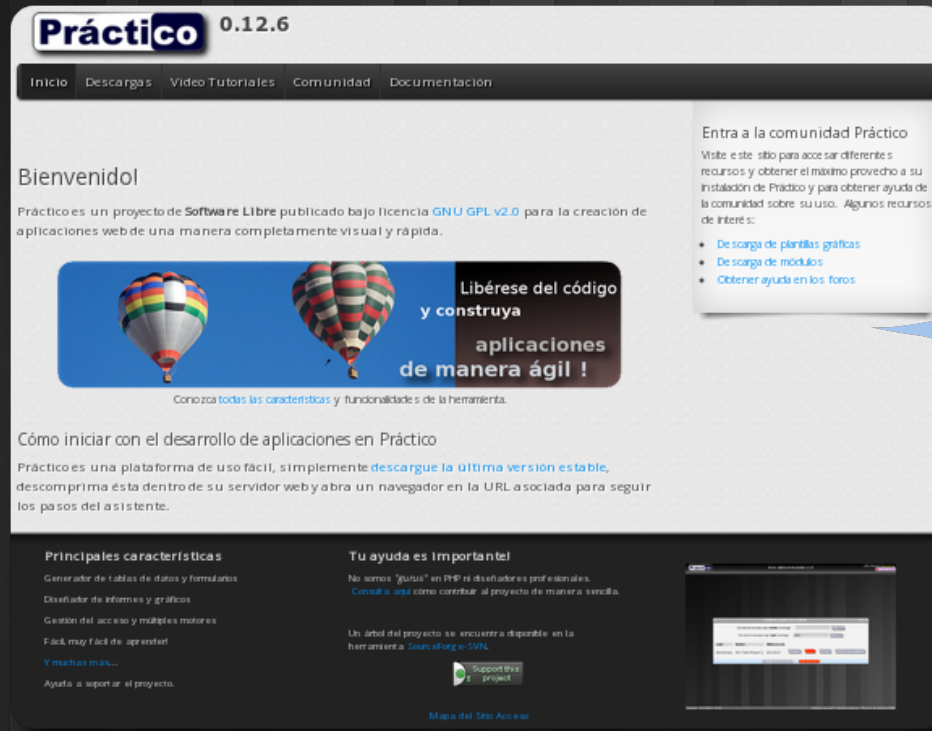 Práctico 0.12.6
Inicio Descargas Video Tutoriales Comunidad Documentación
Bienvenido!
Práctico es un proyecto de Software Libre publicado bajo licencia GNU GPL v2.0 para la creación de
aplicaciones web de una manera completamente visual y rápida.
Libérese del código
y construya
aplicaciones
de manera ágil !
Conozca todas las características y funcionalidades de la herramienta.
Cómo iniciar con el desarrollo de aplicaciones en Práctico
Práctico es una plataforma de uso fácil, simplemente descargue la última versión estable,
descomprima ésta dentro de su servidor web y abra un navegador en la URL asociada para seguir
los pasos del asistente.
Entra a la comunidad Práctico
Visite este sitio para accesar diferentes
recursos y obtener el máximo provecho a su
instalación de Práctico y para obtener ayuda de
la comunidad sobre su uso. Algunos recursos
de interés:
Descarga de plantillas gráficas
Descarga de módulos
Obtener ayuda en los foros
Principales características
Generador de tablas de datos y formularios
Diseñador de informes y gráficos
Gestión del acceso y múltiples motores
Fácil, muy fácil de aprender!
Y muchas más....
Ayuda a soportar el proyecto.
Tu ayuda es importante!
No somos "gurus" en PHP ni diseñadores profesionales.
Consulta aquí cómo contribuir al proyecto de manera sencilla.
Un árbol del proyecto se encuentra disponible en la
herramienta SourceForge-SVN.
Support this
project
Mapa del Sitio Acceso
Práctico